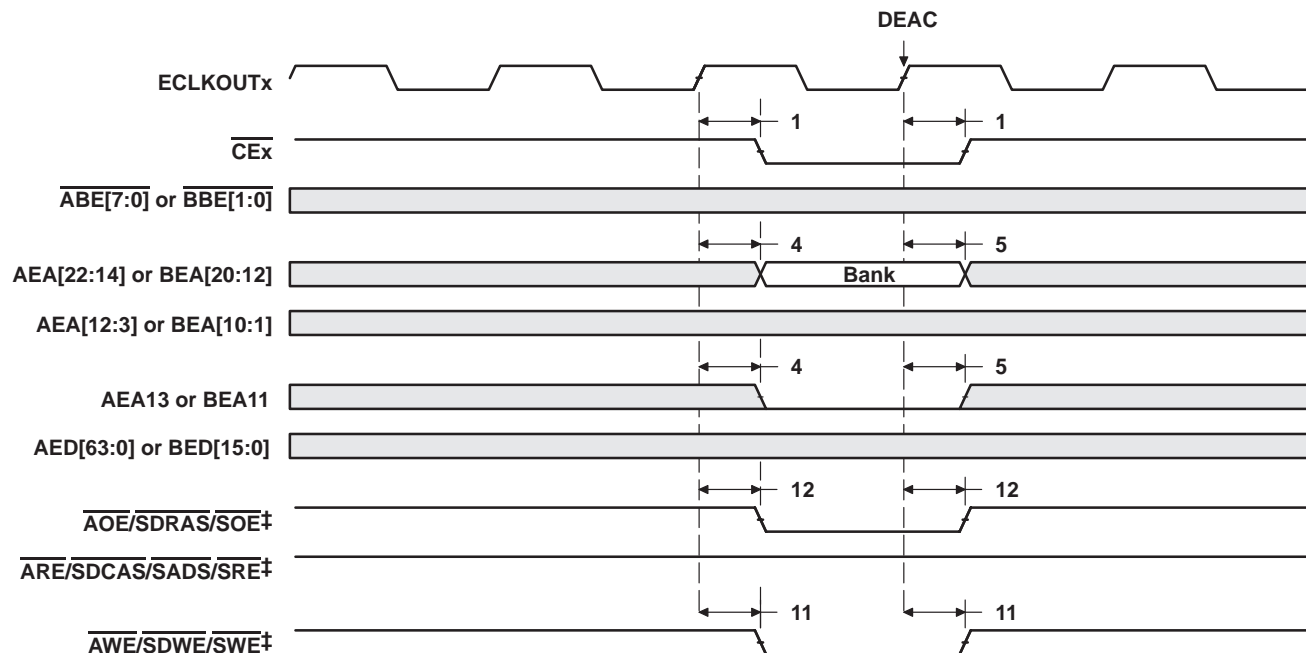 DEAC
ECLKOUTx
1 1
CEx
ABE[7:0] or BBE[1:0]
4 5
AEA[22:14] or BEA[20:12] Bank
AEA[12:3] or BEA[10:1]
4 5
AEA13 or BEA11
AED[63:0] or BED[15:0]
12 12
AOE/SDRAS/SOE‡
ARE/SDCAS/SADS/SRE‡
11 11
AWE/SDWE/SWE‡